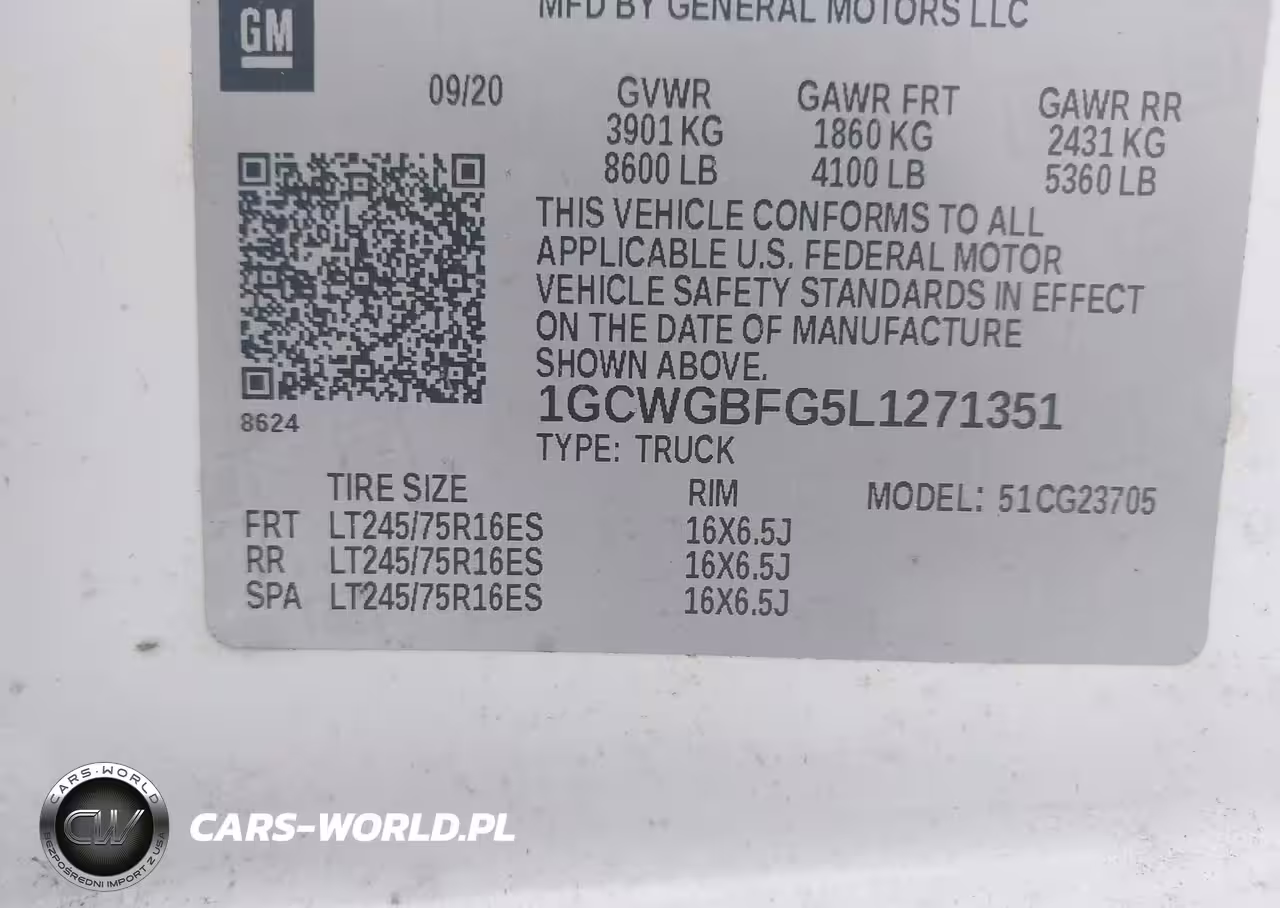 MFD BY GENERAL MOTORS LLC
GM
09/20 GVWR GAWR FRT GAWR RR
3901 KG 1860 KG 2431 KG
8600 LB 4100 LB 5360 LB
THIS VEHICLE CONFORMS TO ALL
APPLICABLE U.S. FEDERAL MOTOR
VEHICLE SAFETY STANDARDS IN EFFECT
ON THE DATE OF MANUFACTURE
SHOWN ABOVE.
1GCWGBFG5L1271351
8624
TYPE: TRUCK
TIRE SIZE RIM MODEL: 51CG23705
FRT LT245/75R16ES 16X6.5J
RR LT245/75R16ES 16X6.5J
SPA LT245/75R16ES 16X6.5J
CARS-WORLD
CW
BEZPOŚREDNI IMPORT Z USA
CARS-WORLD.PL